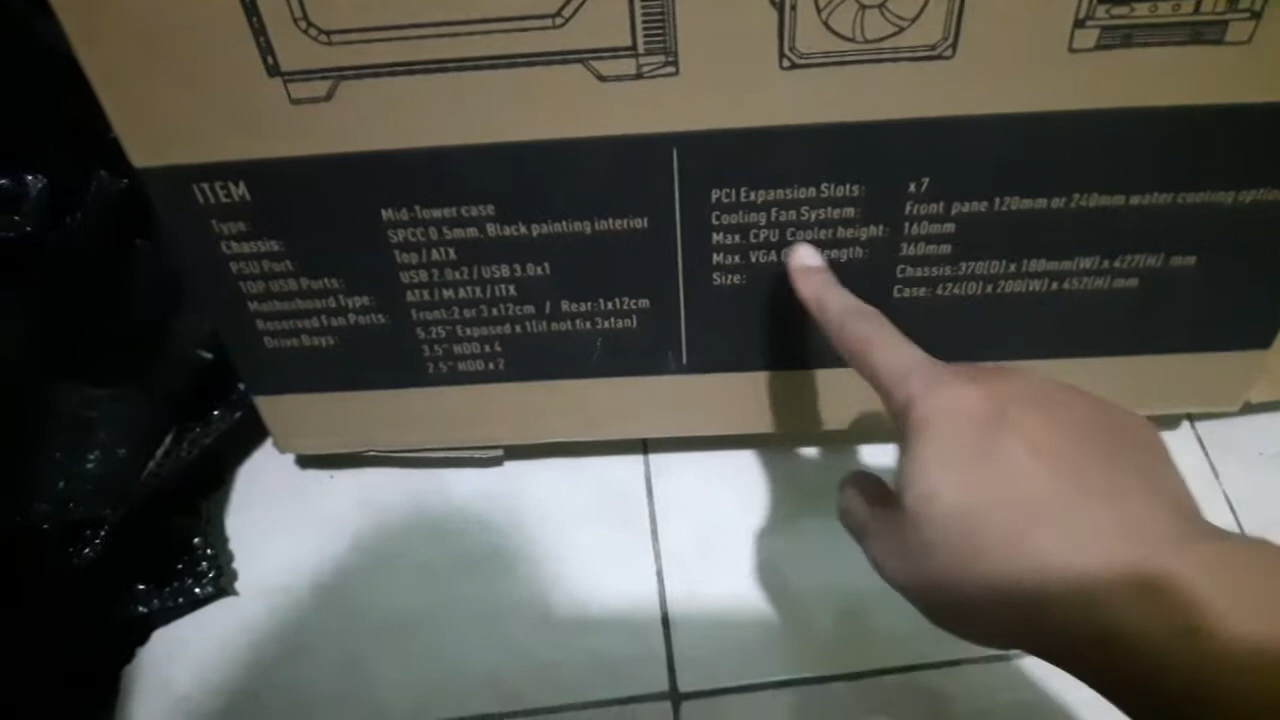 ITEM
Type: Mid-Tower case
Chassis: SPCC 0.5mm, Black painting interior
PSU Port Top / ATX
TOP USB Ports: USB 2.0x2 / USB 3.0x1
Motherboard Type: ATX / M ATX / ITX
Reserved Fan Ports: Front:2 or 3 x12cm / Rear:1x12cm
Drive Bays: 5.25" Exposed x 1(if not fix 3xfan)
3.5" HDD x 4
2.5" HDD x 2
PCI Expansion Slots: x 7
Cooling Fan System: Front pane 120mm or 240mm water cooling
Max. CPU Cooler height: 160mm
Max. VGA length: 360mm
Size: Chassis:370(D) x 180mm(W) x 427(H) mm
Case: 424(D) x 200(W) x 452(H) mm